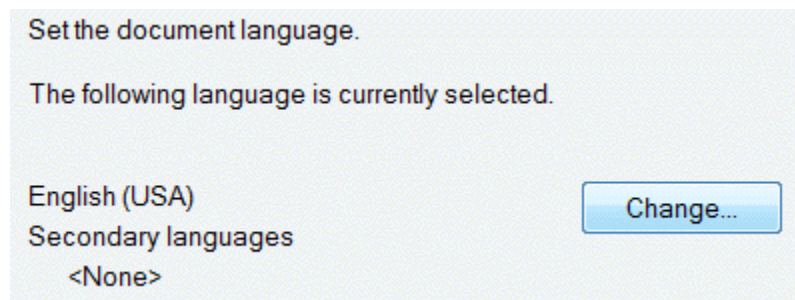 Set the document language.
The following language is currently selected.
English (USA)
Change...
Secondary languages
<None>